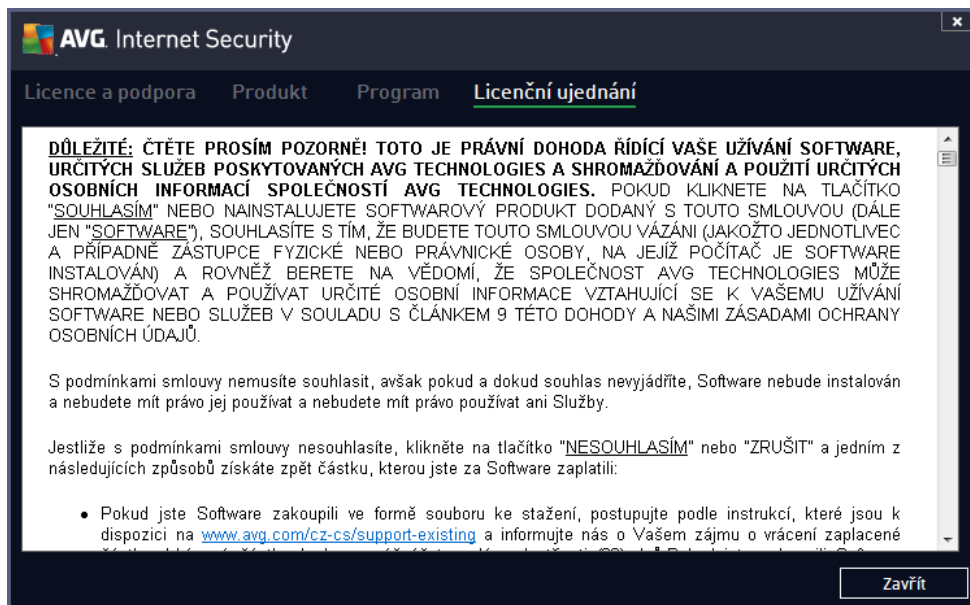 AVG. Internet Security
Licence a podpora Produkt Program Licenční ujednání
DŮLEŽITÉ: ČTĚTE PROSÍM POZORNĚ! TOTO JE PRÁVNÍ DOHODA ŘÍDÍCÍ VAŠE UŽÍVÁNÍ SOFTWARE,
URČITÝCH SLUŽEB POSKYTOVANÝCH AVG TECHNOLOGIES A SHROMAŽĎOVÁNÍ A POUŽITÍ URČITÝCH
OSOBNÍCH INFORMACÍ SPOLEČNOSTÍ AVG TECHNOLOGIES. POKUD KLIKNETE NA TLAČÍTKO
"SOUHLASÍM" NEBO NAINSTALUJETE SOFTWAROVÝ PRODUKT DODANÝ S TOUTO SMLOUVOU (DÁLE
JEN "SOFTWARE"), SOUHLASÍTE S TÍM, ŽE BUDETE TOUTO SMLOUVOU VÁZÁNI (JAKOŽTO JEDNOTLIVEC
A PŘÍPADNĚ ZÁSTUPCE FYZICKÉ NEBO PRÁVNICKÉ OSOBY, NA JEJÍŽ POČÍTAČ JE SOFTWARE
INSTALOVÁN) A ROVNĚŽ BERETE NA VĚDOMÍ, ŽE SPOLEČNOST AVG TECHNOLOGIES MŮŽE
SHROMAŽĎOVAT A POUŽÍVAT URČITÉ OSOBNÍ INFORMACE VZTAHUJÍCÍ SE K VAŠEMU UŽÍVÁNÍ
SOFTWARE NEBO SLUŽEB V SOULADU S ČLÁNKEM 9 TÉTO DOHODY A NAŠIMI ZÁSADAMI OCHRANY
OSOBNÍCH ÚDAJŮ.
S podmínkami smlouvy nemusíte souhlasit, avšak pokud a dokud souhlas nevyjádříte, Software nebude instalován
a nebudete mít právo jej používat a nebudete mít právo používat ani Služby.
Jestliže s podmínkami smlouvy nesouhlasíte, klikněte na tlačítko "NESOUHLASÍM" nebo "ZRUŠIT" a jedním z
následujících způsobů získáte zpět částku, kterou jste za Software zaplatili:
• Pokud jste Software zakoupili ve formě souboru ke stažení, postupujte podle instrukcí, které jsou k
dispozici na www.avg.com/cz-cs/support-existing a informujte nás o Vašem zájmu o vrácení zaplacené
Zavřít